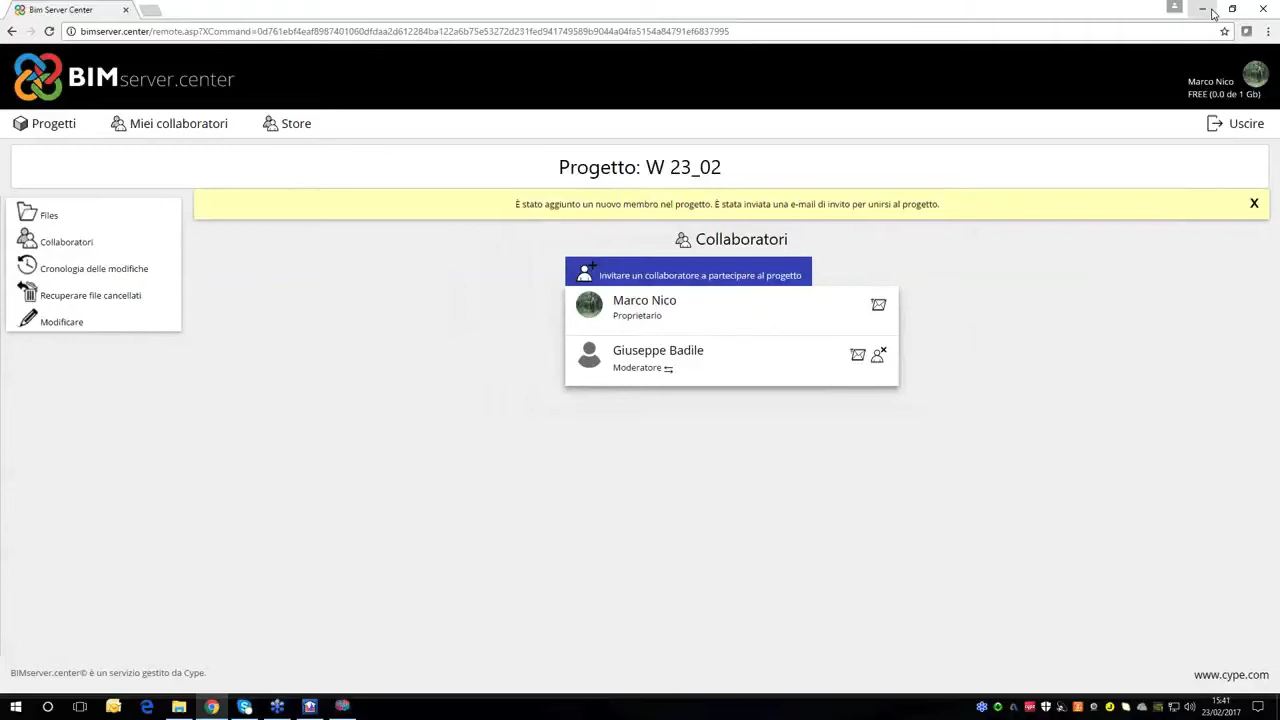 Bim Server Center
bimserver.center/remote.asp?XCommand=0d761ebf4eaf8987401060dfdaa2d612284ba122a6b75e53272d231fed941749589b9044a04fa5154a84791ef6837995
BIMserver.center
Marco Nico
FREE (0.0 de 1 Gb)
Progetti
Miei collaboratori
Store
Uscire
Progetto: W 23_02
È stato aggiunto un nuovo membro nel progetto. È stata inviata una e-mail di invito per unirsi al progetto.
X
Files
Collaboratori
Cronologia delle modifiche
Recuperare file cancellati
Modificare
Collaboratori
Invitare un collaboratore a partecipare al progetto
Marco Nico
Proprietario
Giuseppe Badile
Moderatore
BIMserver.center© è un servizio gestito da Cype.
www.cype.com
15:41
23/02/2017